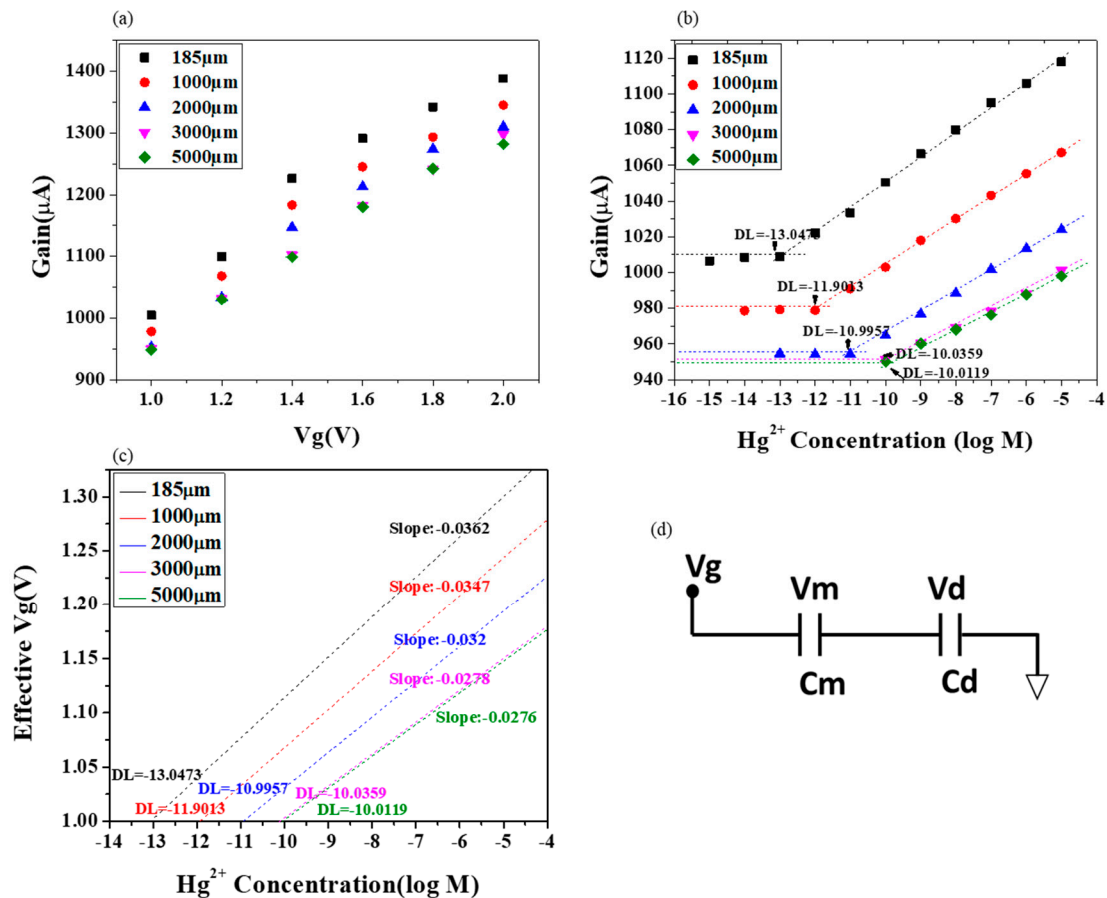 (a)
185μm
1000μm
2000μm
3000μm
5000μm
1400
1300
1200
1100
1000
900
Gain(μA)
1.0 1.2 1.4 1.6 1.8 2.0
Vg(V)
(b)
185μm
1000μm
2000μm
3000μm
5000μm
1120
1100
1080
1060
1040
1020
1000
980
960
940
Gain(μA)
DL=-13.0473
DL=-11.9013
DL=-10.9957
DL=-10.0359
DL=-10.0119
-16 -15 -14 -13 -12 -11 -10 -9 -8 -7 -6 -5 -4
Hg2+ Concentration (log M)
(c)
185μm
1000μm
2000μm
3000μm
5000μm
1.30
1.25
1.20
1.15
1.10
1.05
1.00
Effective Vg(V)
Slope:-0.0362
Slope:-0.0347
Slope:-0.032
Slope:-0.0278
Slope:-0.0276
DL=-13.0473
DL=-10.9957
DL=-10.0359
DL=-11.9013
DL=-10.0119
-14 -13 -12 -11 -10 -9 -8 -7 -6 -5 -4
Hg2+ Concentration(log M)
(d)
Vg
Vm Vd
Cm Cd